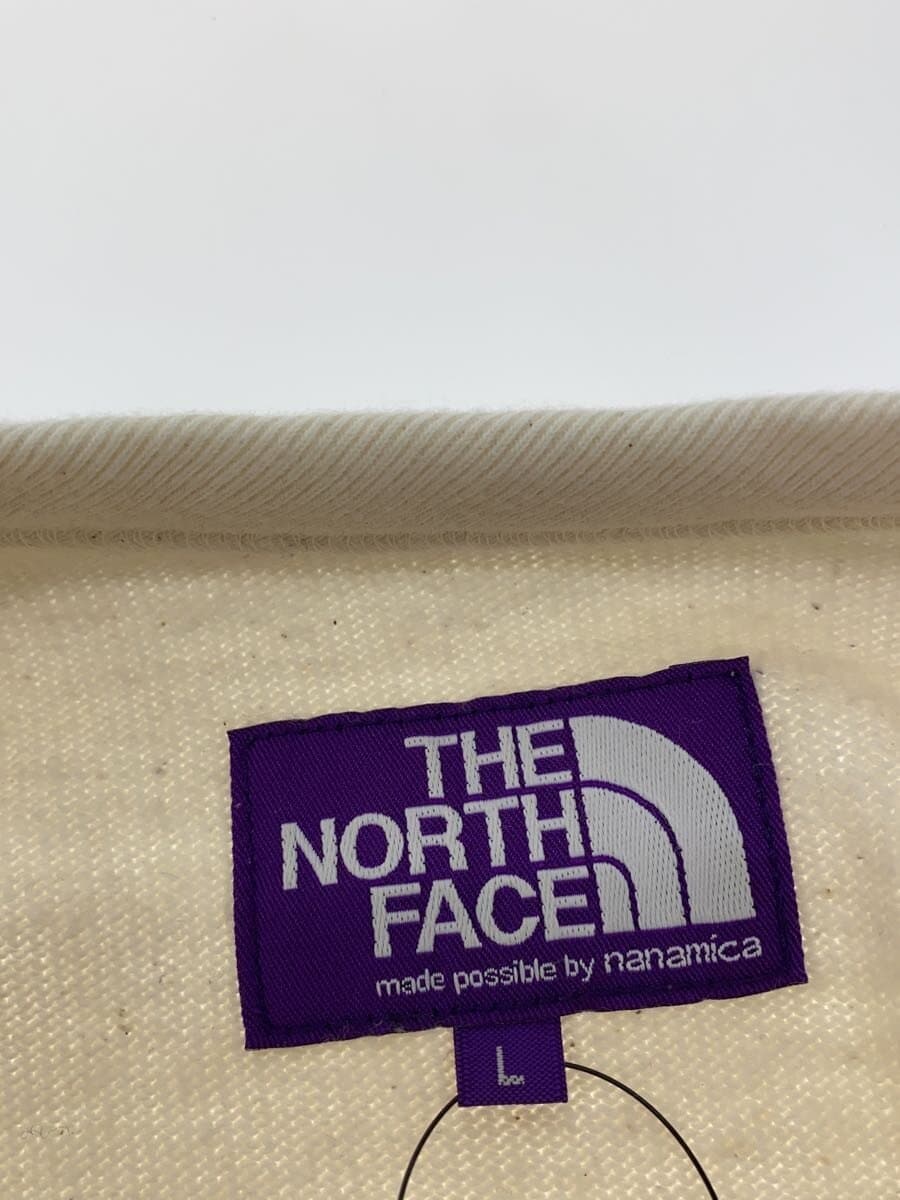 THE
NORTH
FACE
made possible by nanamica
L